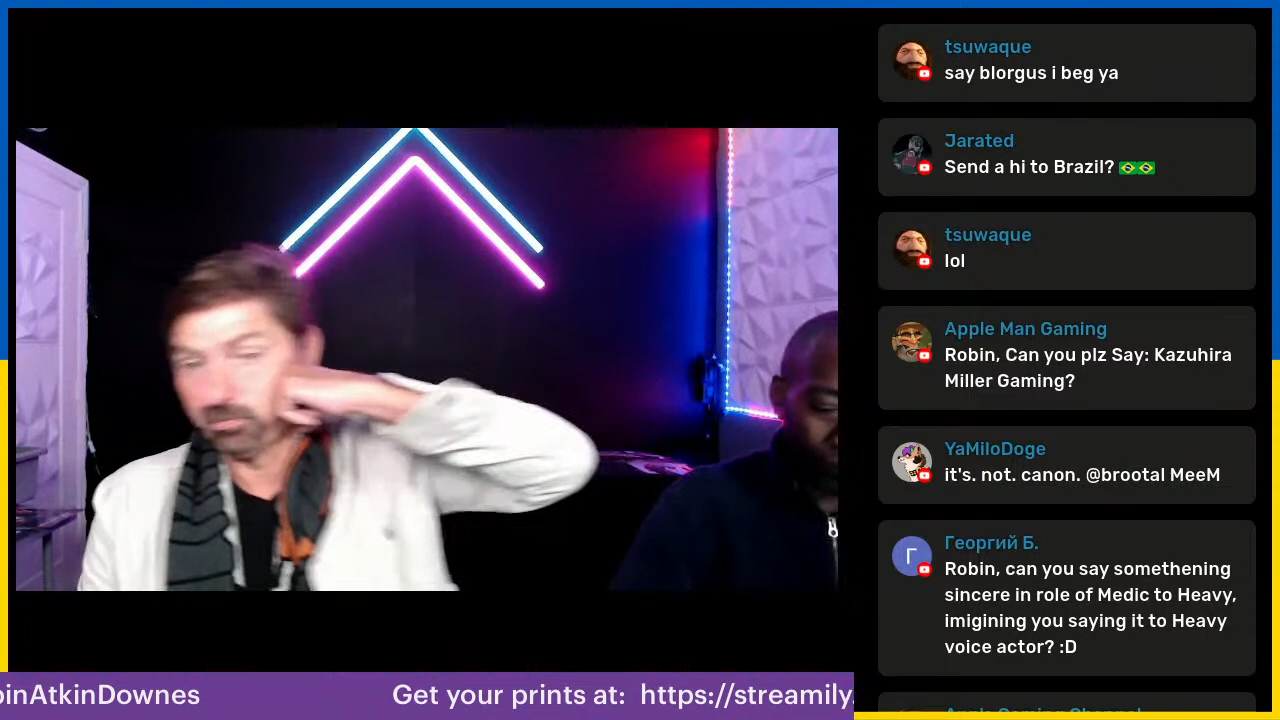 tsuwaque
say blorgus i beg ya
Jarated
Send a hi to Brazil?
tsuwaque
lol
Apple Man Gaming
Robin, Can you plz Say: Kazuhira
Miller Gaming?
YaMiloDoge
it's. not. canon. @brootal MeeM
Г
Георгий Б.
Robin, can you say somethening
sincere in role of Medic to Heavy,
imigining you saying it to Heavy
voice actor? :D
Apple Gaming Channel
binAtkinDownes Get your prints at: https://streamily.